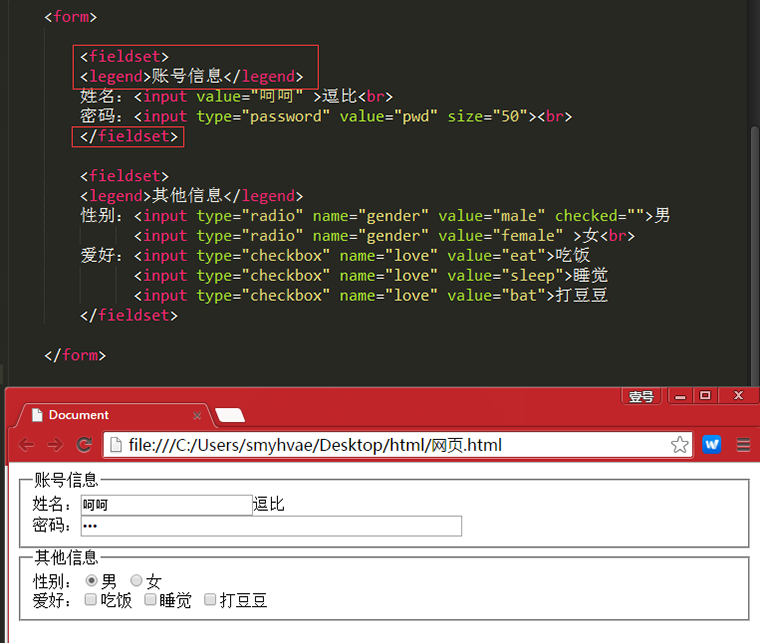 <form>
<fieldset>
<legend>账号信息</legend>
姓名：<input value="呵呵" >逗比<br>
密码：<input type="password" value="pwd" size="50"><br>
</fieldset>
<fieldset>
<legend>其他信息</legend>
性别：<input type="radio" name="gender" value="male" checked="">男
<input type="radio" name="gender" value="female" >女<br>
爱好：<input type="checkbox" name="love" value="eat">吃饭
<input type="checkbox" name="love" value="sleep">睡觉
<input type="checkbox" name="love" value="bat">打豆豆
</fieldset>
</form>
壹号
Document
file:///C:/Users/smyhvae/Desktop/html/网页.html
账号信息
姓名：呵呵逗比
密码：•••
其他信息
性别：男 女
爱好：吃饭 睡觉 打豆豆